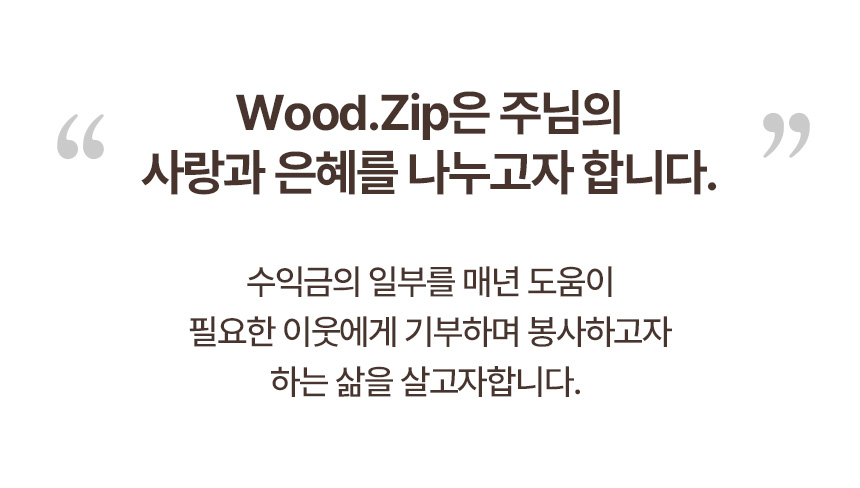 “ Wood.Zip은 주님의 ”
사랑과 은혜를 나누고자 합니다.
수익금의 일부를 매년 도움이
필요한 이웃에게 기부하며 봉사하고자
하는 삶을 살고자합니다.